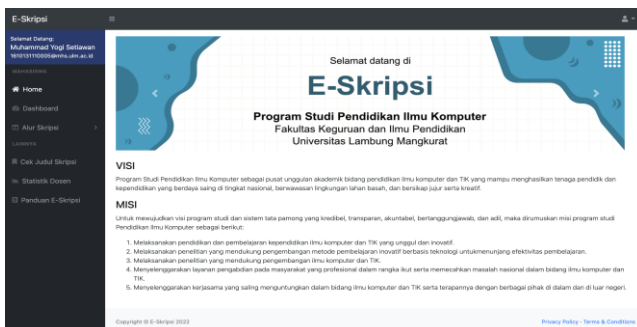 E-Skripsi
Selamat Datang:
Muhammad Yogi Setiawan
1610131110005@mhs.ulm.ac.id
MAHASISWA
Home
Dashboard
Alur Skripsi
LAINNYA
Cek Judul Skripsi
Statistik Dosen
Panduan E-Skripsi
Selamat datang di
E-Skripsi
Program Studi Pendidikan Ilmu Komputer
Fakultas Keguruan dan Ilmu Pendidikan
Universitas Lambung Mangkurat
VISI
Program Studi Pendidikan Ilmu Komputer sebagai pusat unggulan akademik bidang pendidikan ilmu komputer dan TIK yang mampu menghasilkan tenaga pendidik dan
kependidikan yang berdaya saing di tingkat nasional, berwawasan lingkungan lahan basah, dan bersikap jujur serta kreatif.
MISI
Untuk mewujudkan visi program studi dan sistem tata pamong yang kredibel, transparan, akuntabel, bertanggungjawab, dan adil, maka dirumuskan misi program studi
Pendidikan Ilmu Komputer sebagai berikut:
1. Melaksanakan pendidikan dan pembelajaran kependidikan ilmu komputer dan TIK yang unggul dan inovatif.
2. Melaksanakan penelitian yang mendukung pengembangan metode pembelajaran inovatif berbasis teknologi untukmenunjang efektivitas pembelajaran.
3. Melaksanakan penelitian yang mendukung pengembangan ilmu komputer dan TIK.
4. Menyelenggarakan layanan pengabdian pada masyarakat yang profesional dalam rangka ikut serta memecahkan masalah nasional dalam bidang ilmu komputer dan
TIK.
5. Menyelenggarakan kerjasama yang saling menguntungkan dalam bidang ilmu komputer dan TIK serta terapannya dengan berbagai pihak di dalam dan di luar negeri.
Copyright © E-Skripsi 2022
Privacy Policy · Terms & Conditions